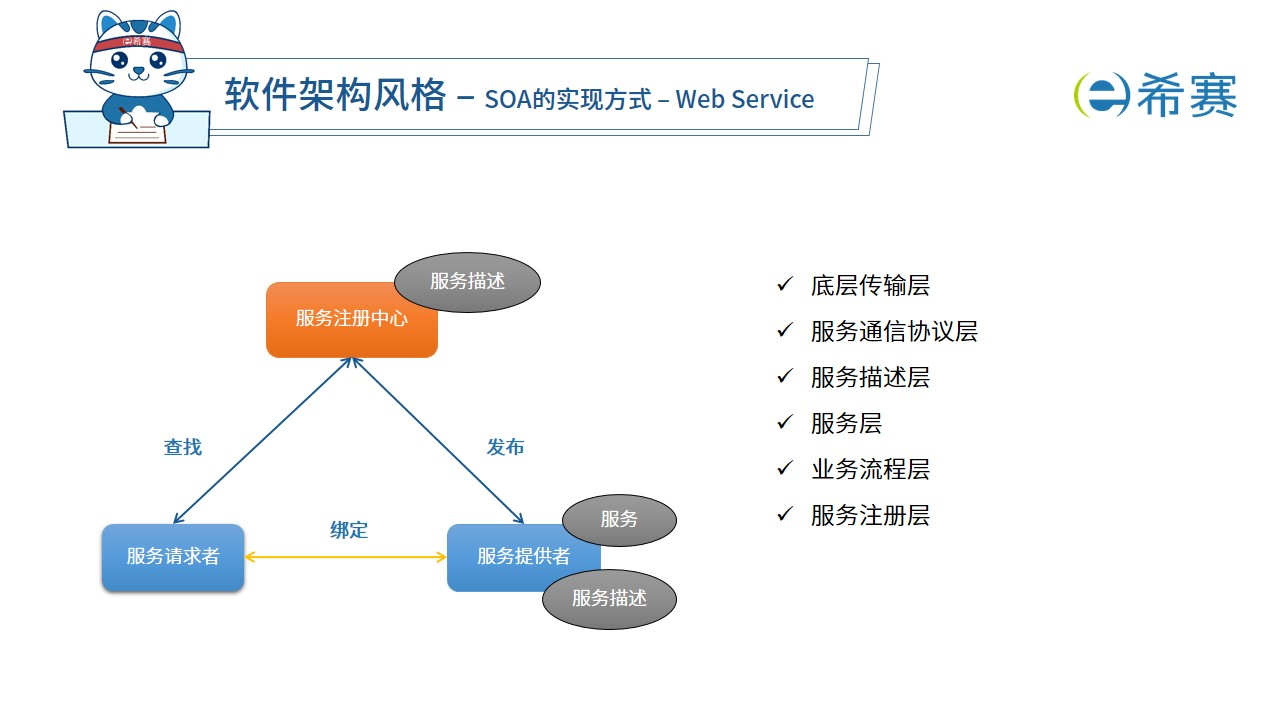 希赛
软件架构风格 – SOA的实现方式 – Web Service
希赛
服务描述
服务注册中心
查找
发布
绑定
服务请求者
服务提供者
服务
服务描述
底层传输层
服务通信协议层
服务描述层
服务层
业务流程层
服务注册层